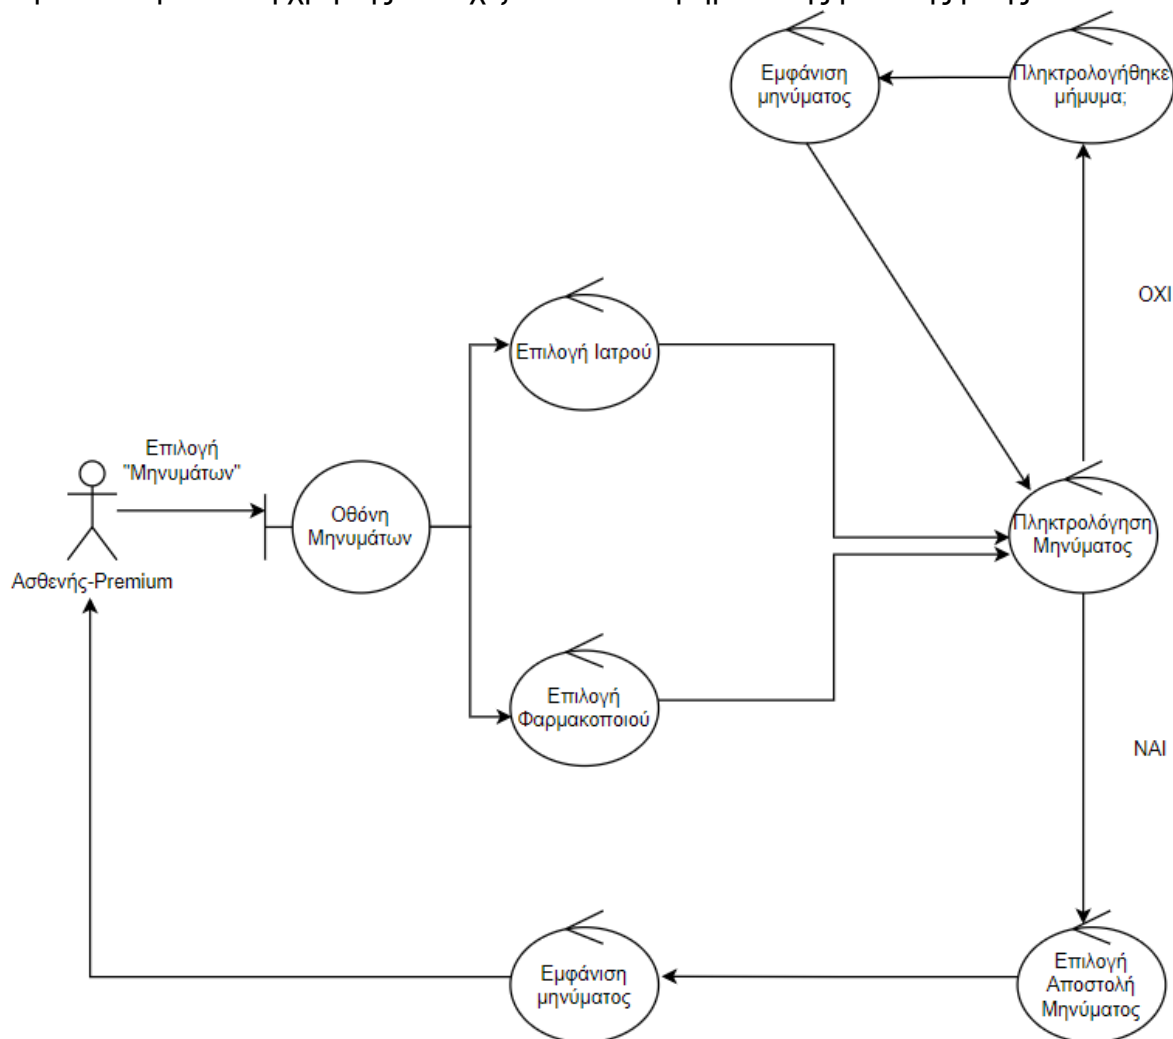 Εμφάνιση
μηνύματος
Πληκτρολογήθηκε
μήμυμα;
ΟΧΙ
Επιλογή Ιατρού
Επιλογή
"Μηνυμάτων"
Οθόνη
Μηνυμάτων
Ασθενής-Premium
Πληκτρολόγηση
Μηνύματος
Επιλογή
Φαρμακοποιού
ΝΑΙ
Εμφάνιση
μηνύματος
Επιλογή
Αποστολή
Μηνύματος